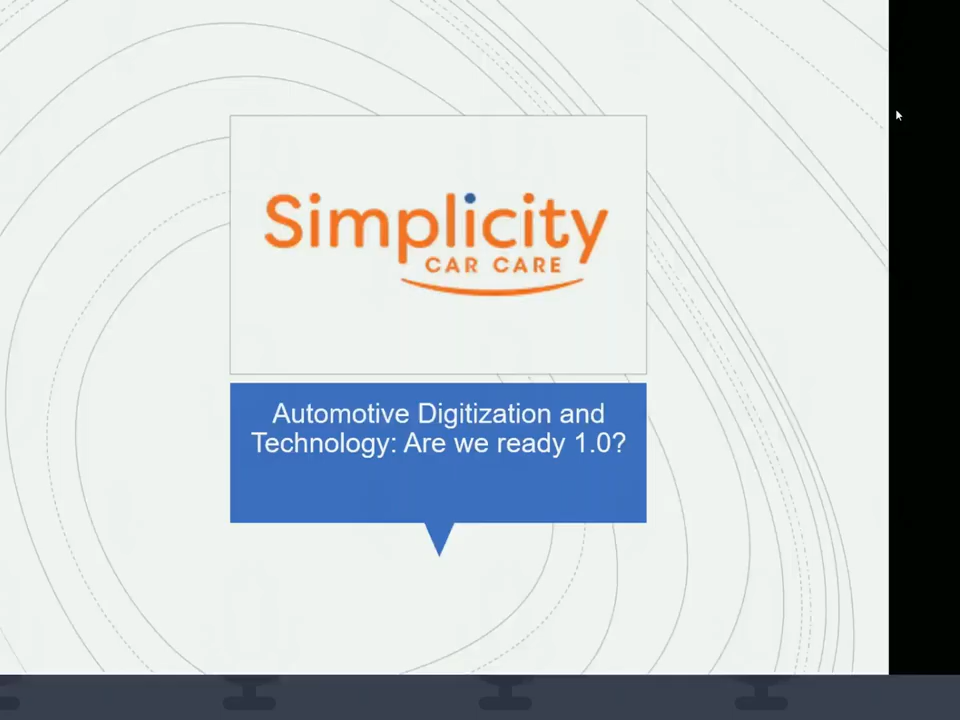 Simplicity
CAR CARE
Automotive Digitization and
Technology: Are we ready 1.0?